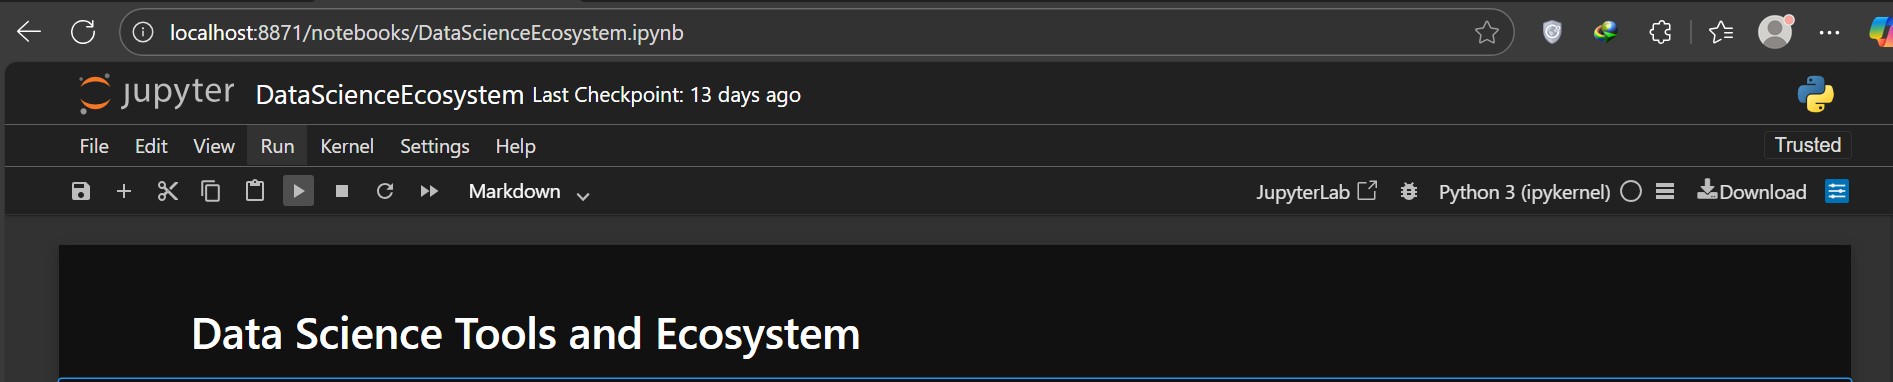 localhost:8871/notebooks/DataScienceEcosystem.ipynb
jupyter DataScienceEcosystem Last Checkpoint: 13 days ago
File Edit View Run Kernel Settings Help Trusted
Markdown JupyterLab Python 3 (ipykernel) Download
Data Science Tools and Ecosystem